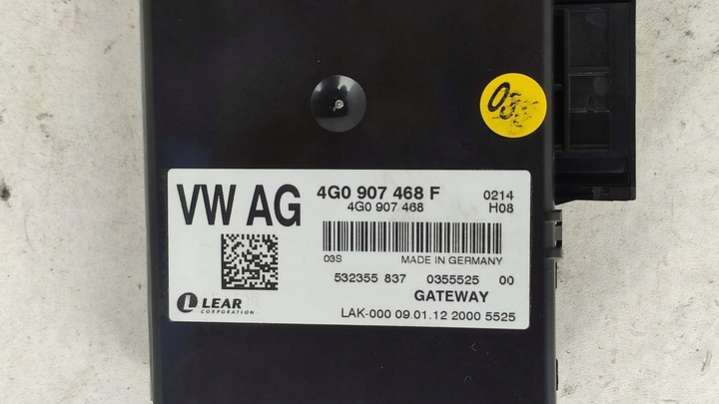 VW AG
4G0 907 468 F 0214
4G0 907 468 H08
03S MADE IN GERMANY
532355 837 0355525 00
GATEWAY
LEAR
CORPORATION
LAK-000 09.01.12 2000 5525